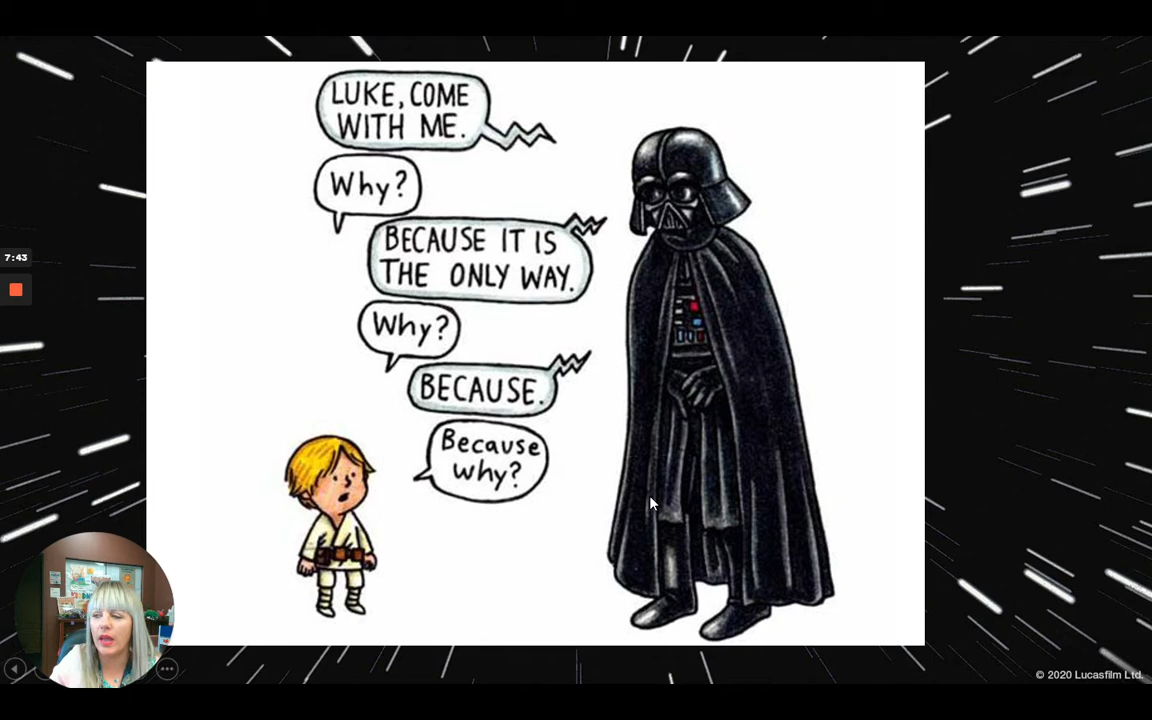 LUKE, COME
WITH ME.
Why?
BECAUSE IT IS
THE ONLY WAY.
Why?
BECAUSE.
Because
why?
7:43
© 2020 Lucasfilm Ltd.